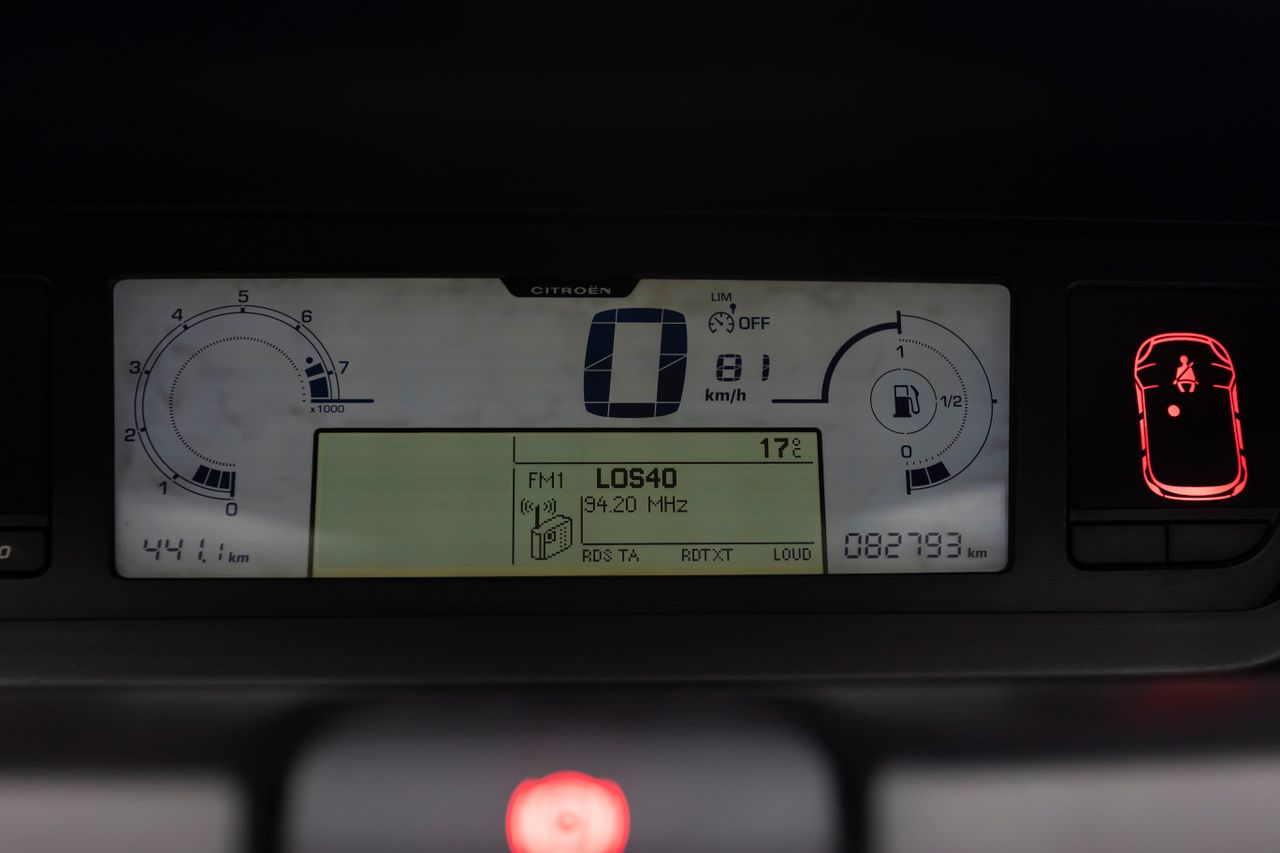 CITROËN
LIM
OFF
0
81
km/h
5
4
6
3
7
x1000
2
1
0
1
1/2
0
17°C
FM1 LOS40
94.20 MHz
RDS TA RDTXT LOUD
441.1 km
082793 km